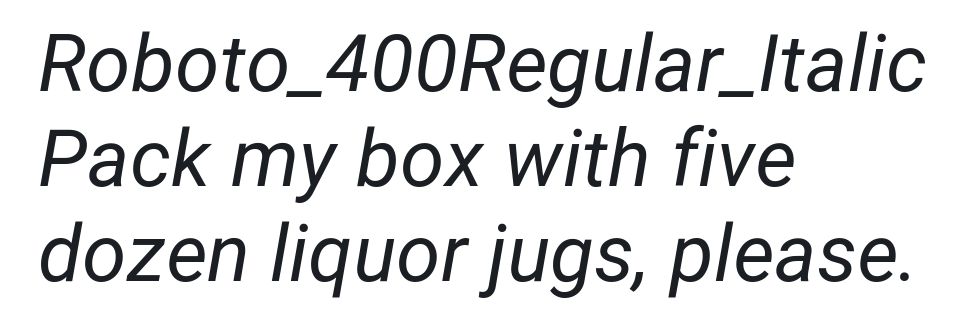 Roboto_400Regular_Italic
Pack my box with five
dozen liquor jugs, please.